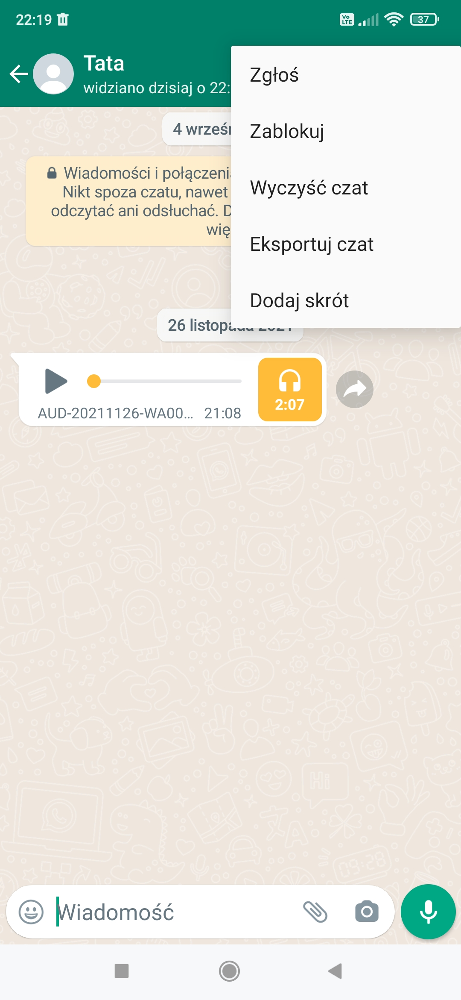 22:19
Vo LTE
37
Tata
widziano dzisiaj o 22:
Zgłoś
Zablokuj
Wyczyść czat
Eksportuj czat
Dodaj skrót
4 wrześ
Wiadomości i połączeni
Nikt spoza czatu, nawet
odczytać ani odsłuchać. D
wię
26 listopada 2021
2:07
AUD-20211126-WA00... 21:08
Wiadomość